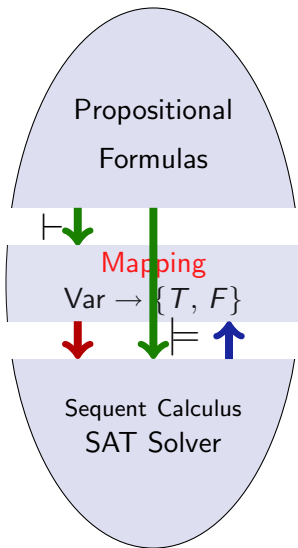 Propositional
Formulas
⊢
Mapping
Var → {T, F}
⊨
Sequent Calculus
SAT Solver